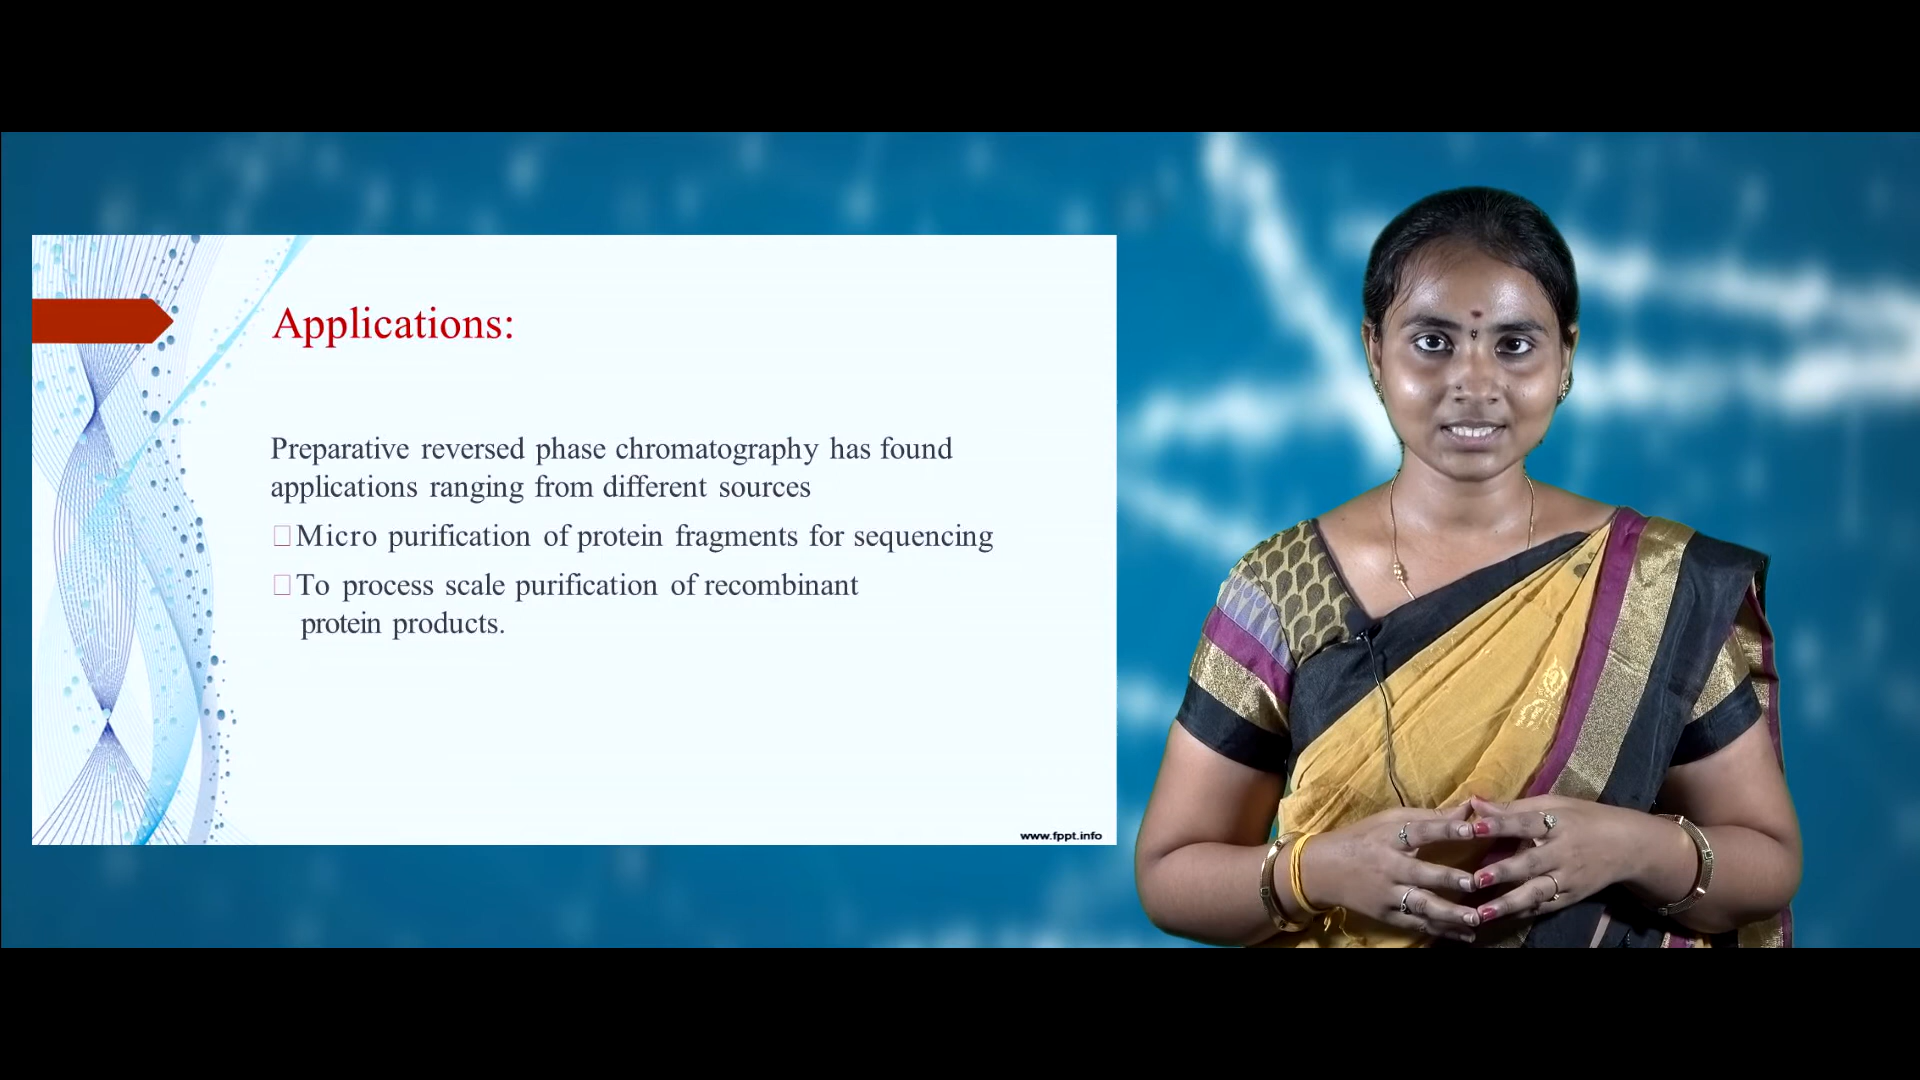 Applications:
Preparative reversed phase chromatography has found
applications ranging from different sources
Micro purification of protein fragments for sequencing
To process scale purification of recombinant
protein products.
www.fppt.info